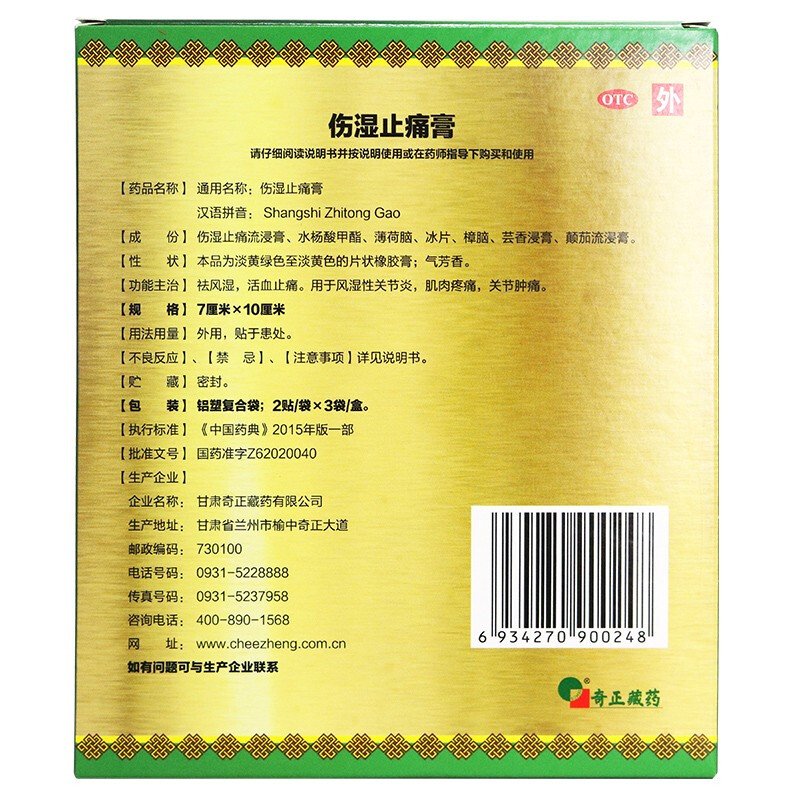 OTC 外
伤湿止痛膏
请仔细阅读说明书并按说明使用或在药师指导下购买和使用
【药品名称】通用名称：伤湿止痛膏
汉语拼音：Shangshi Zhitong Gao
【成　份】伤湿止痛流浸膏、水杨酸甲酯、薄荷脑、冰片、樟脑、芸香浸膏、颠茄流浸膏。
【性　状】本品为淡黄绿色至淡黄色的片状橡胶膏；气芳香。
【功能主治】祛风湿，活血止痛。用于风湿性关节炎，肌肉疼痛，关节肿痛。
【规　格】7厘米×10厘米
【用法用量】外用，贴于患处。
【不良反应】、【禁　忌】、【注意事项】详见说明书。
【贮　藏】密封。
【包　装】铝塑复合袋；2贴/袋×3袋/盒。
【执行标准】《中国药典》2015年版一部
【批准文号】国药准字Z62020040
【生产企业】
企业名称：甘肃奇正藏药有限公司
生产地址：甘肃省兰州市榆中奇正大道
邮政编码：730100
电话号码：0931-5228888
传真号码：0931-5237958
咨询电话：400-890-1568
网　址：www.cheezheng.com.cn
如有问题可与生产企业联系
6 934270 900248
®
奇正藏药